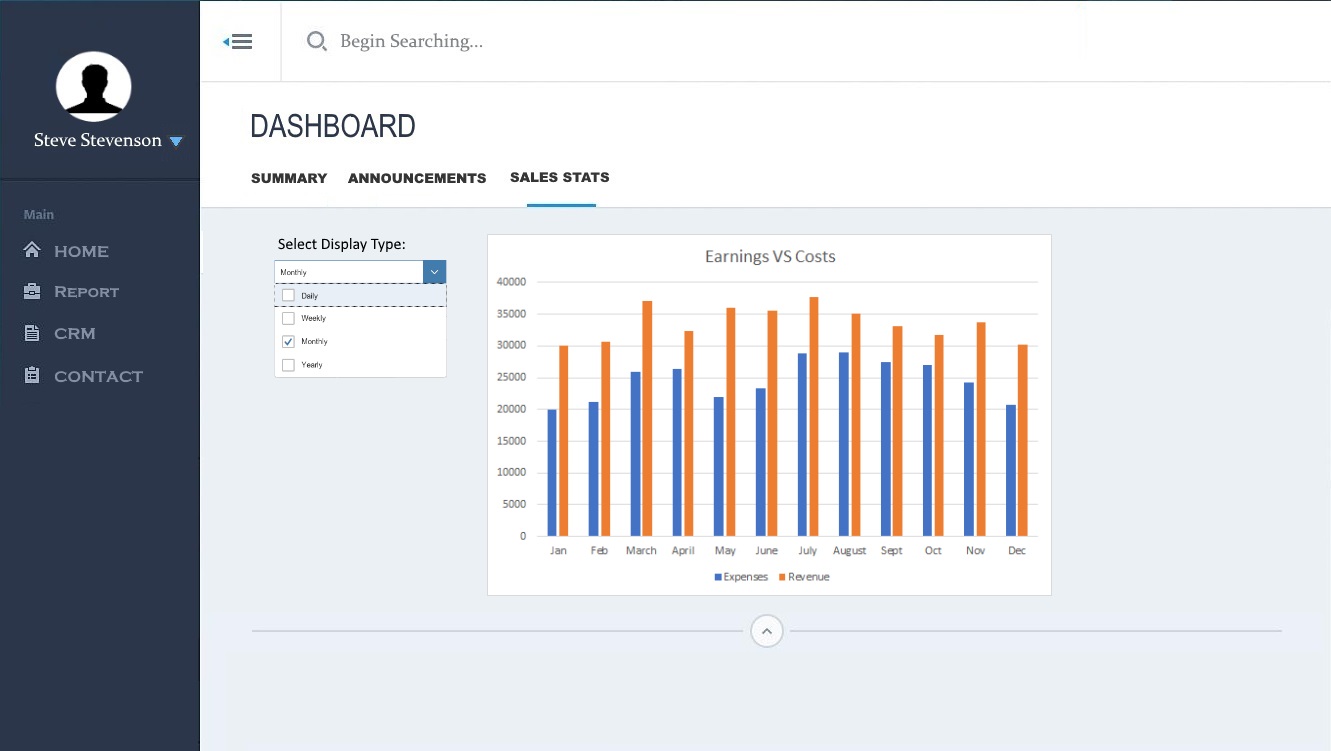 Begin Searching...
Steve Stevenson
DASHBOARD
SUMMARY ANNOUNCEMENTS SALES STATS
Main
HOME
REPORT
CRM
CONTACT
Select Display Type:
Monthly
Daily
Weekly
Monthly
Yearly
Earnings VS Costs
40000
35000
30000
25000
20000
15000
10000
5000
0
Jan Feb March April May June July August Sept Oct Nov Dec
Expenses Revenue